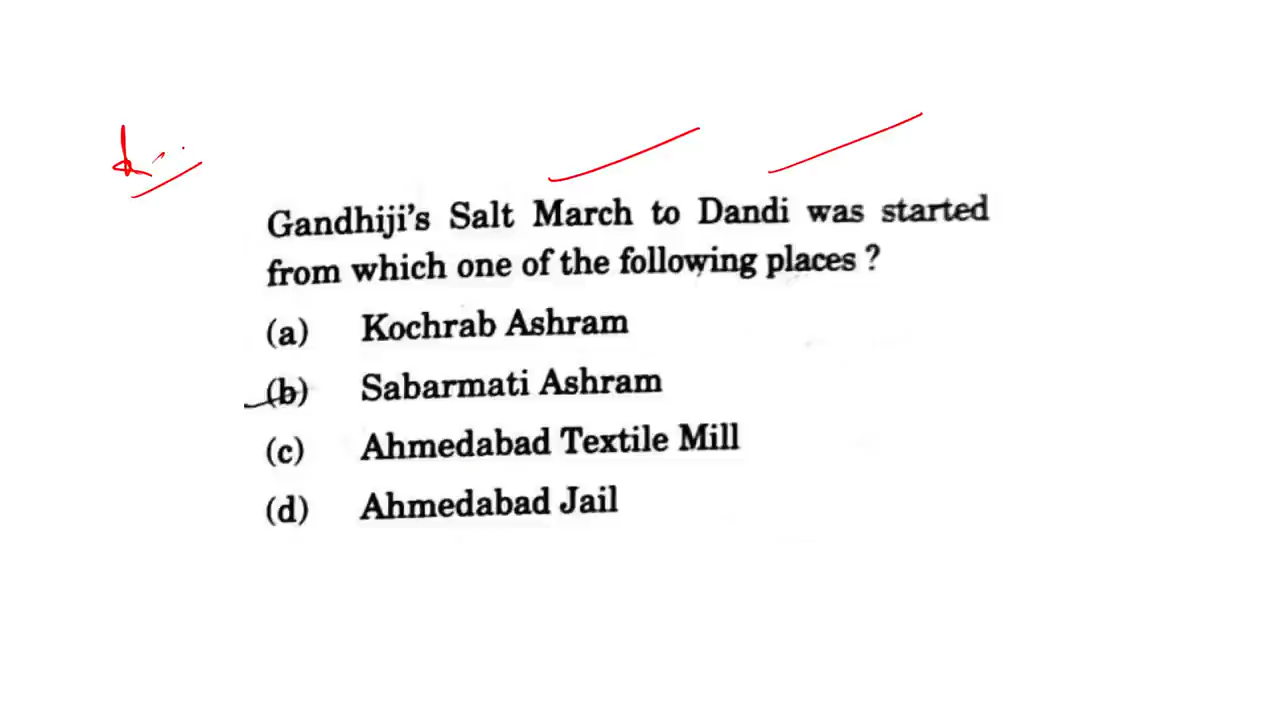 Gandhiji's Salt March to Dandi was started
from which one of the following places ?
(a) Kochrab Ashram
(b) Sabarmati Ashram
(c) Ahmedabad Textile Mill
(d) Ahmedabad Jail